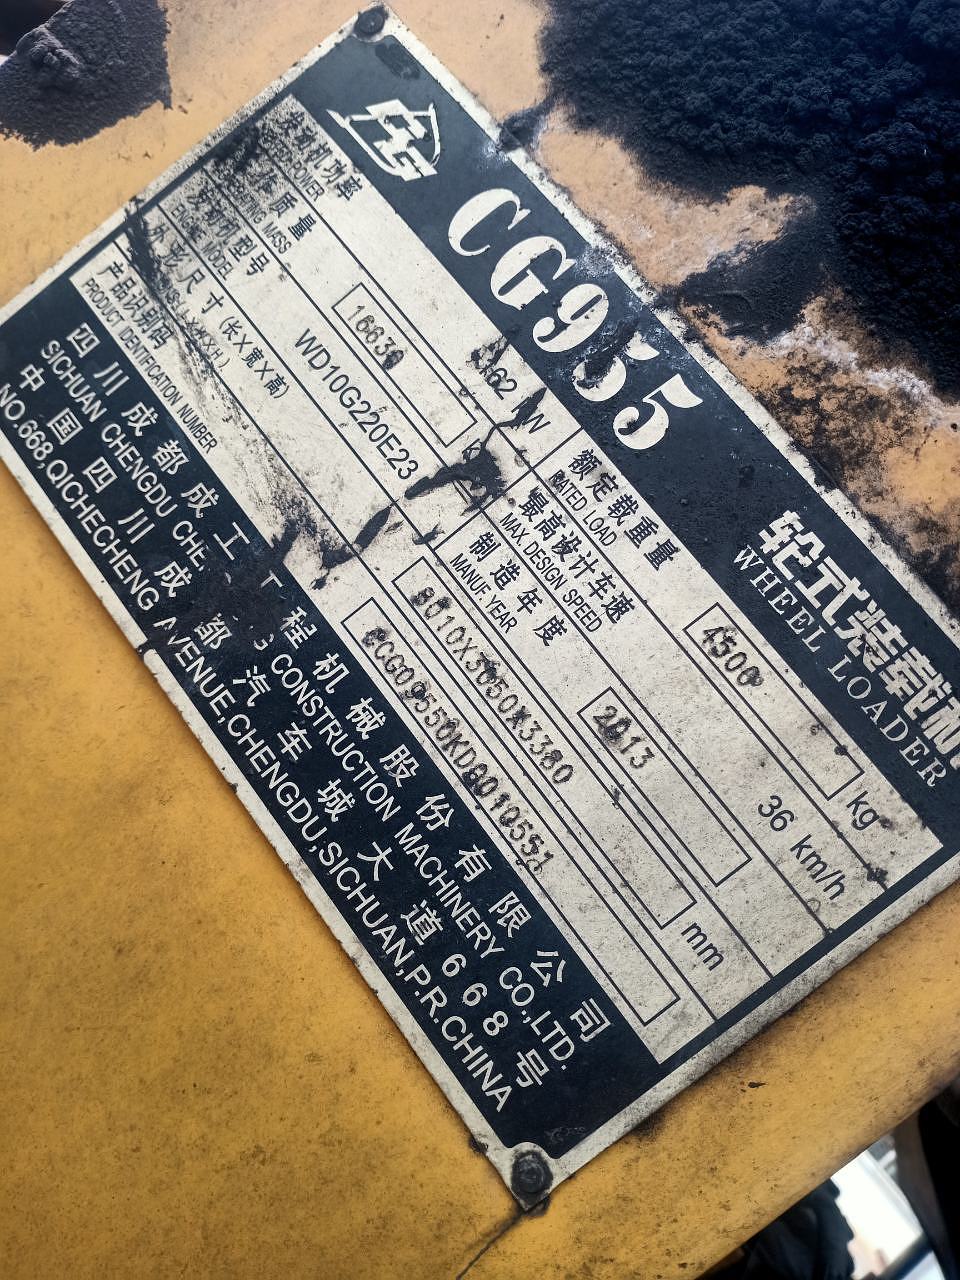 CG955
轮式装载机
WHEEL LOADER
发动机功率
162 kW
额定载重量
4500 kg
POWER
RATED LOAD
工作质量
16630 kg
最高设计车速
36 km/h
OPERATING MASS
MAX DESIGN SPEED
发动机型号
WD10G220E23
制造年度
2013
ENGINE MODEL
MANUF YEAR
外形尺寸(长×宽×高)
8010X3050X3380 mm
产品识别码
PRODUCT IDENTIFICATION NUMBER
四川成都成工工程机械股份有限公司
SICHUAN CHENGDU CONSTRUCTION MACHINERY CO.,LTD.
中国四川成都汽车城大道668号
NO.668,QICHECHENG AVENUE,CHENGDU,SICHUAN,P.R.CHINA